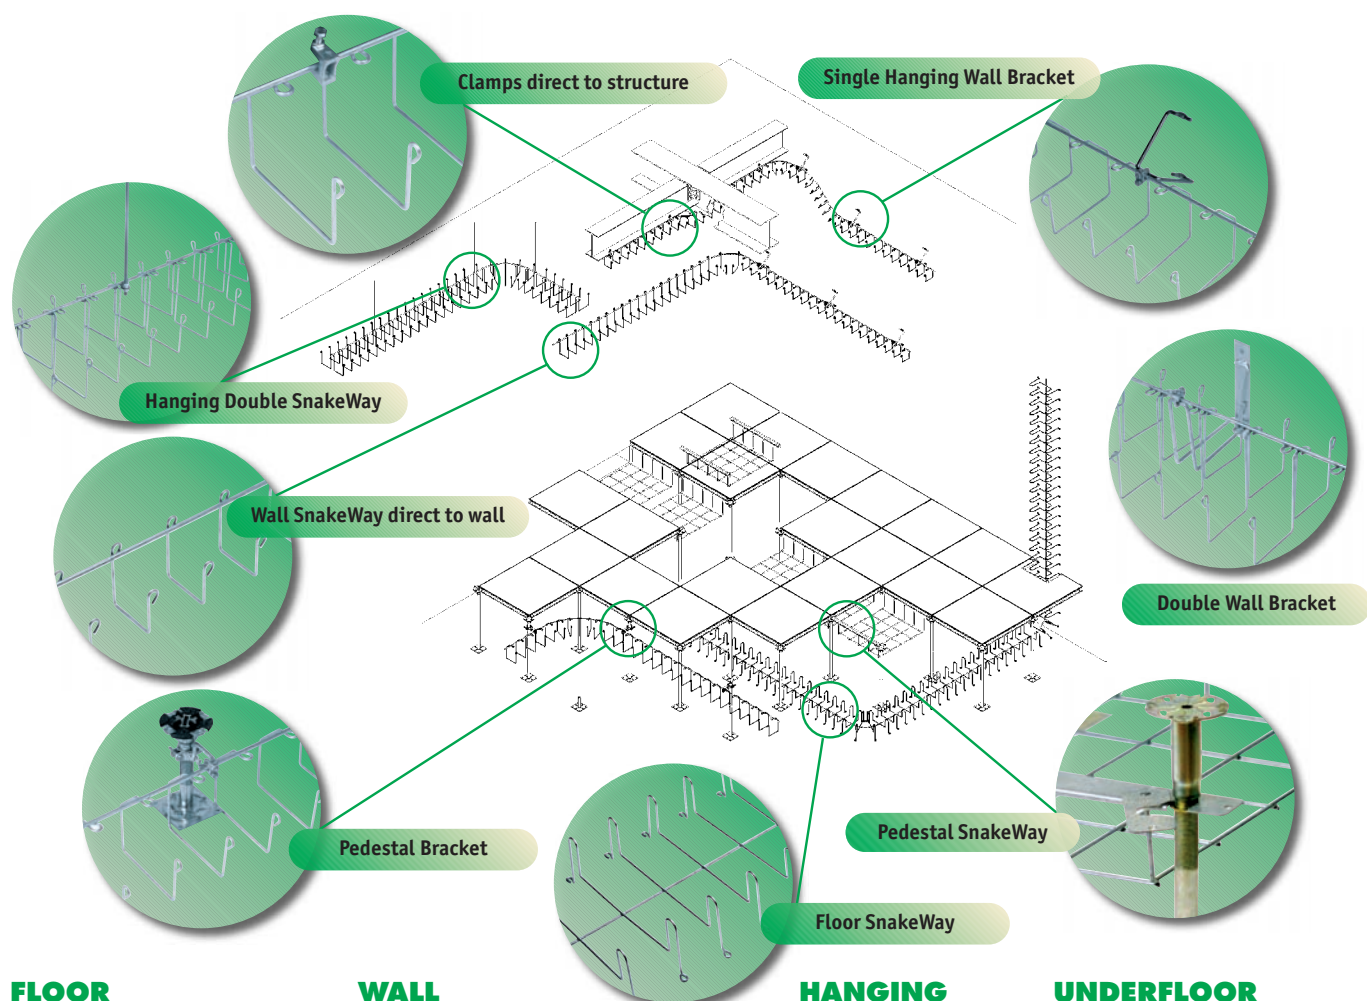 Clamps direct to structure
Single Hanging Wall Bracket
Hanging Double SnakeWay
Wall SnakeWay direct to wall
Double Wall Bracket
Pedestal Bracket
Pedestal SnakeWay
Floor SnakeWay
FLOOR
WALL
HANGING
UNDERFLOOR